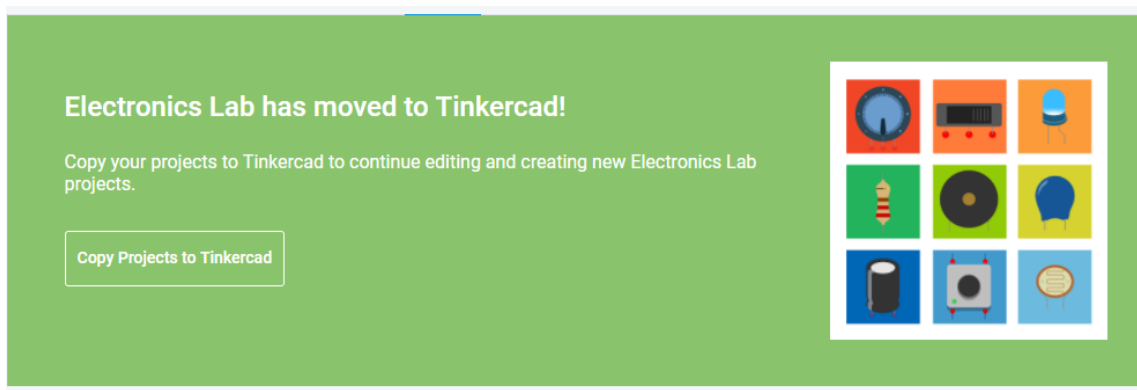 Electronics Lab has moved to Tinkercad!
Copy your projects to Tinkercad to continue editing and creating new Electronics Lab
projects.
Copy Projects to Tinkercad